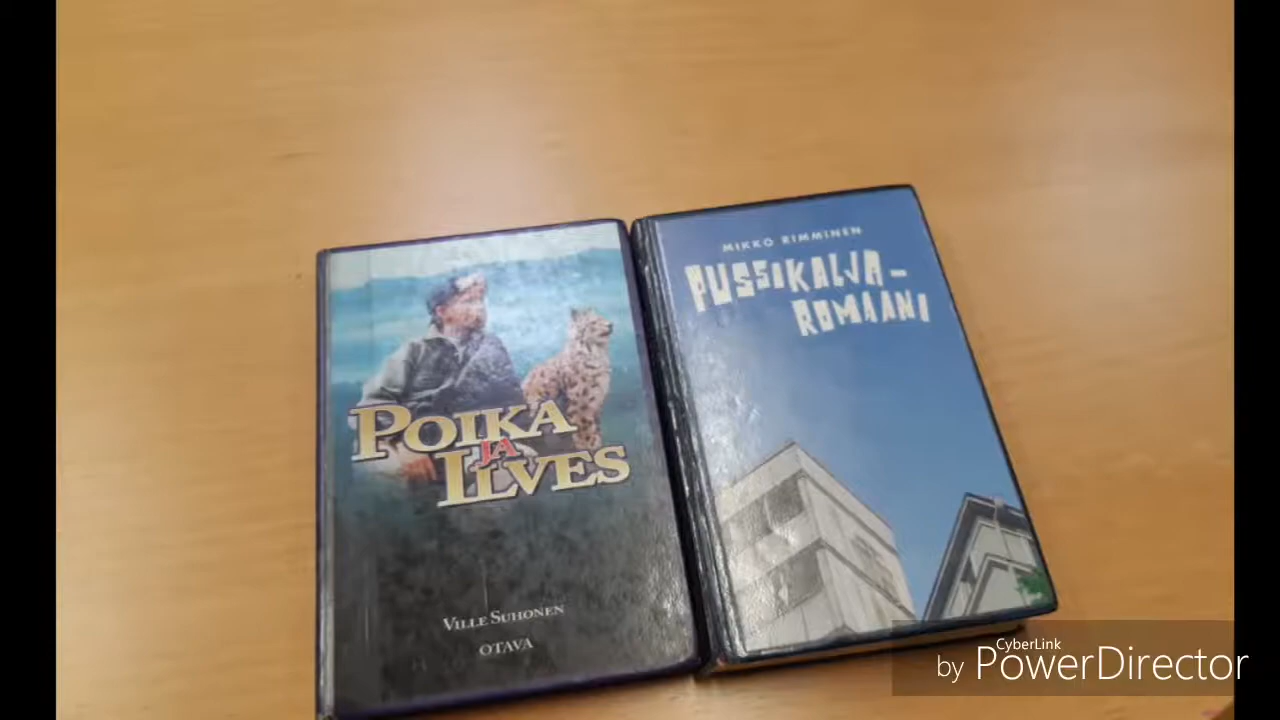 POIKA
JA
ILVES
VILLE SUHONEN
OTAVA
MIKKO RIMMINEN
PUSSIKALJA-
ROMAANI
CyberLink
by PowerDirector